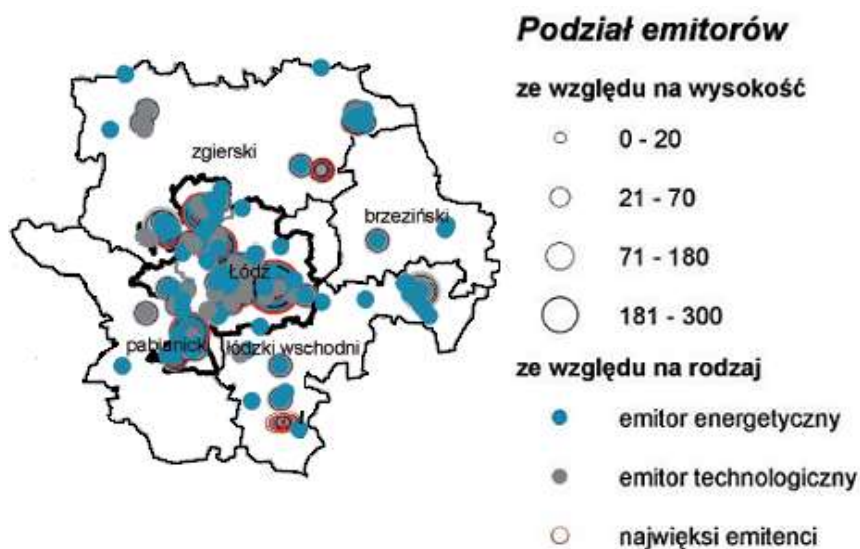 Podział emitorów
ze względu na wysokość
0 - 20
21 - 70
71 - 180
181 - 300
ze względu na rodzaj
emitor energetyczny
emitor technologiczny
najwięksi emitenci
zgierski
brzeziński
Łódź
pabianicki
łódzki wschodni